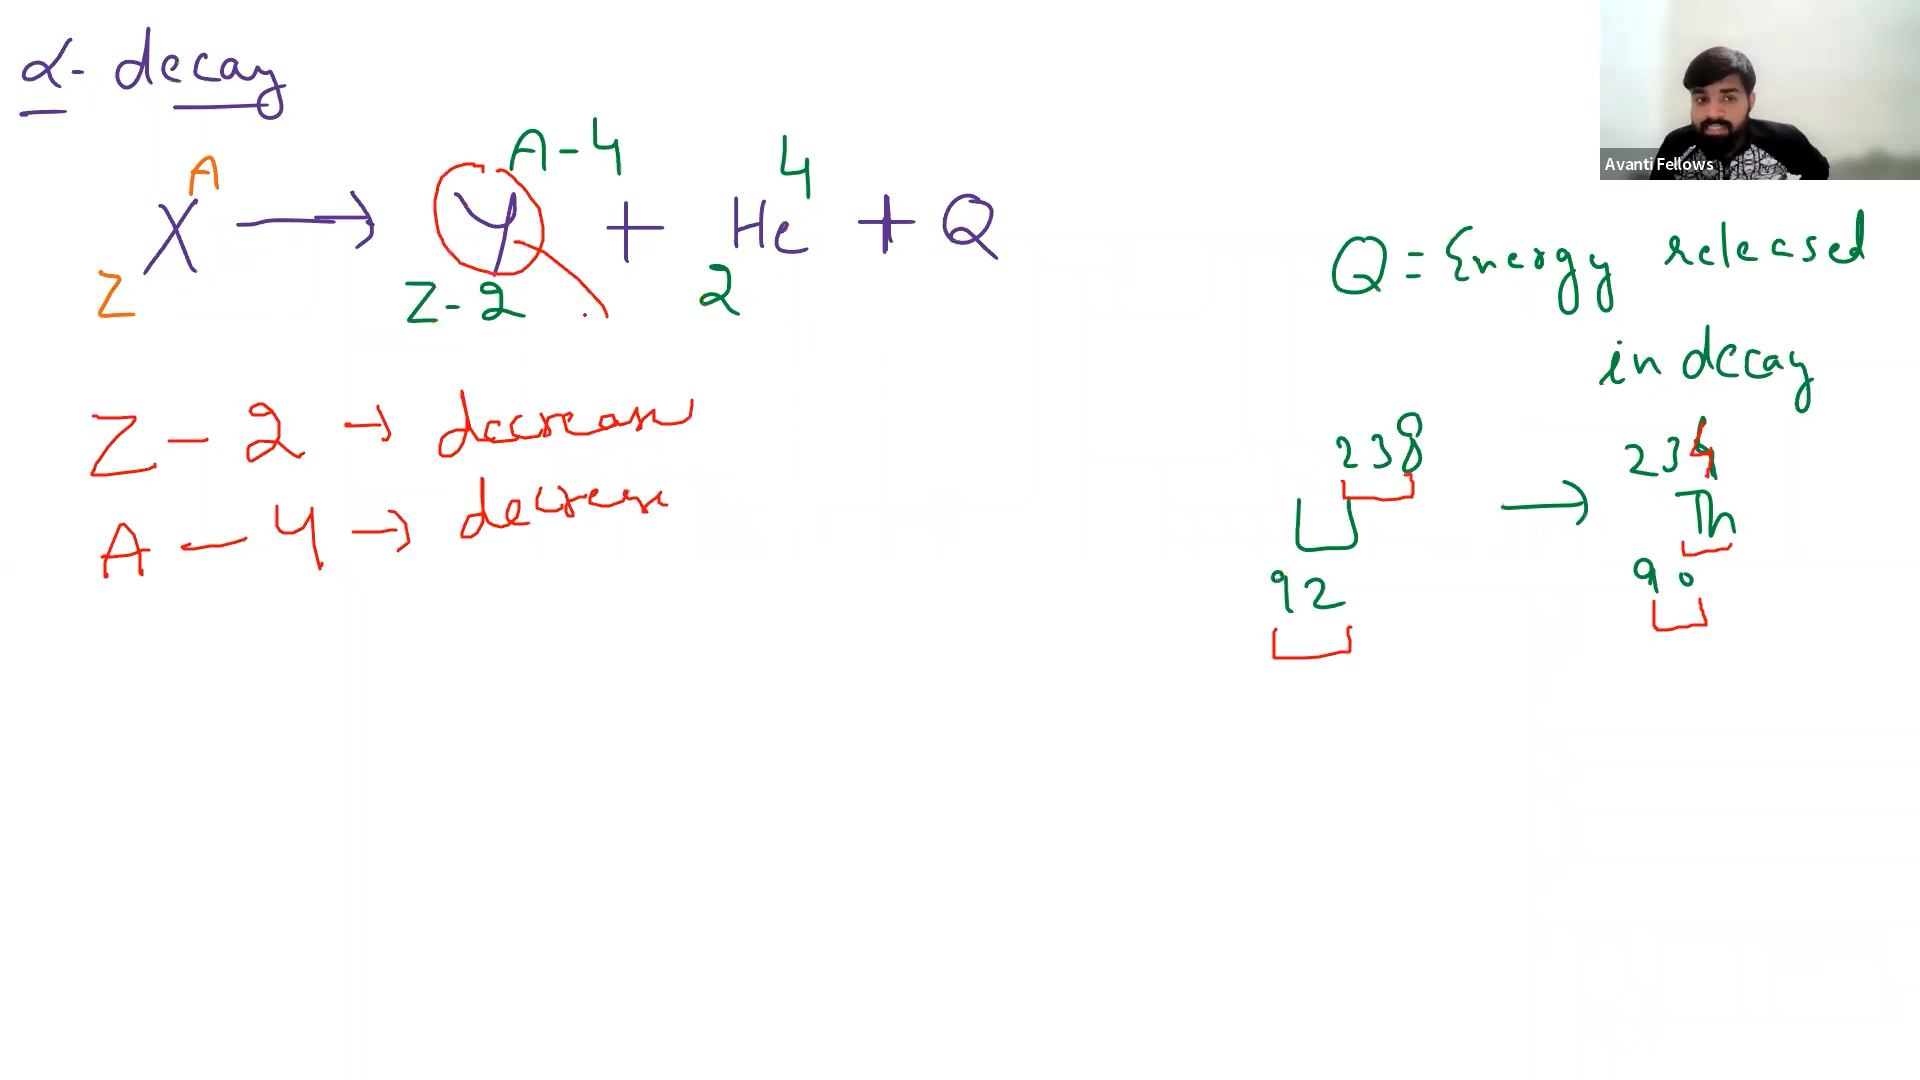 α- decay
A A-4 4
X → Y + He + Q
Z Z-2 2
Q = Energy released
in decay
Z - 2 → decrease
A - 4 → decrease
238 → 234
U Th
92 90
Avanti Fellows